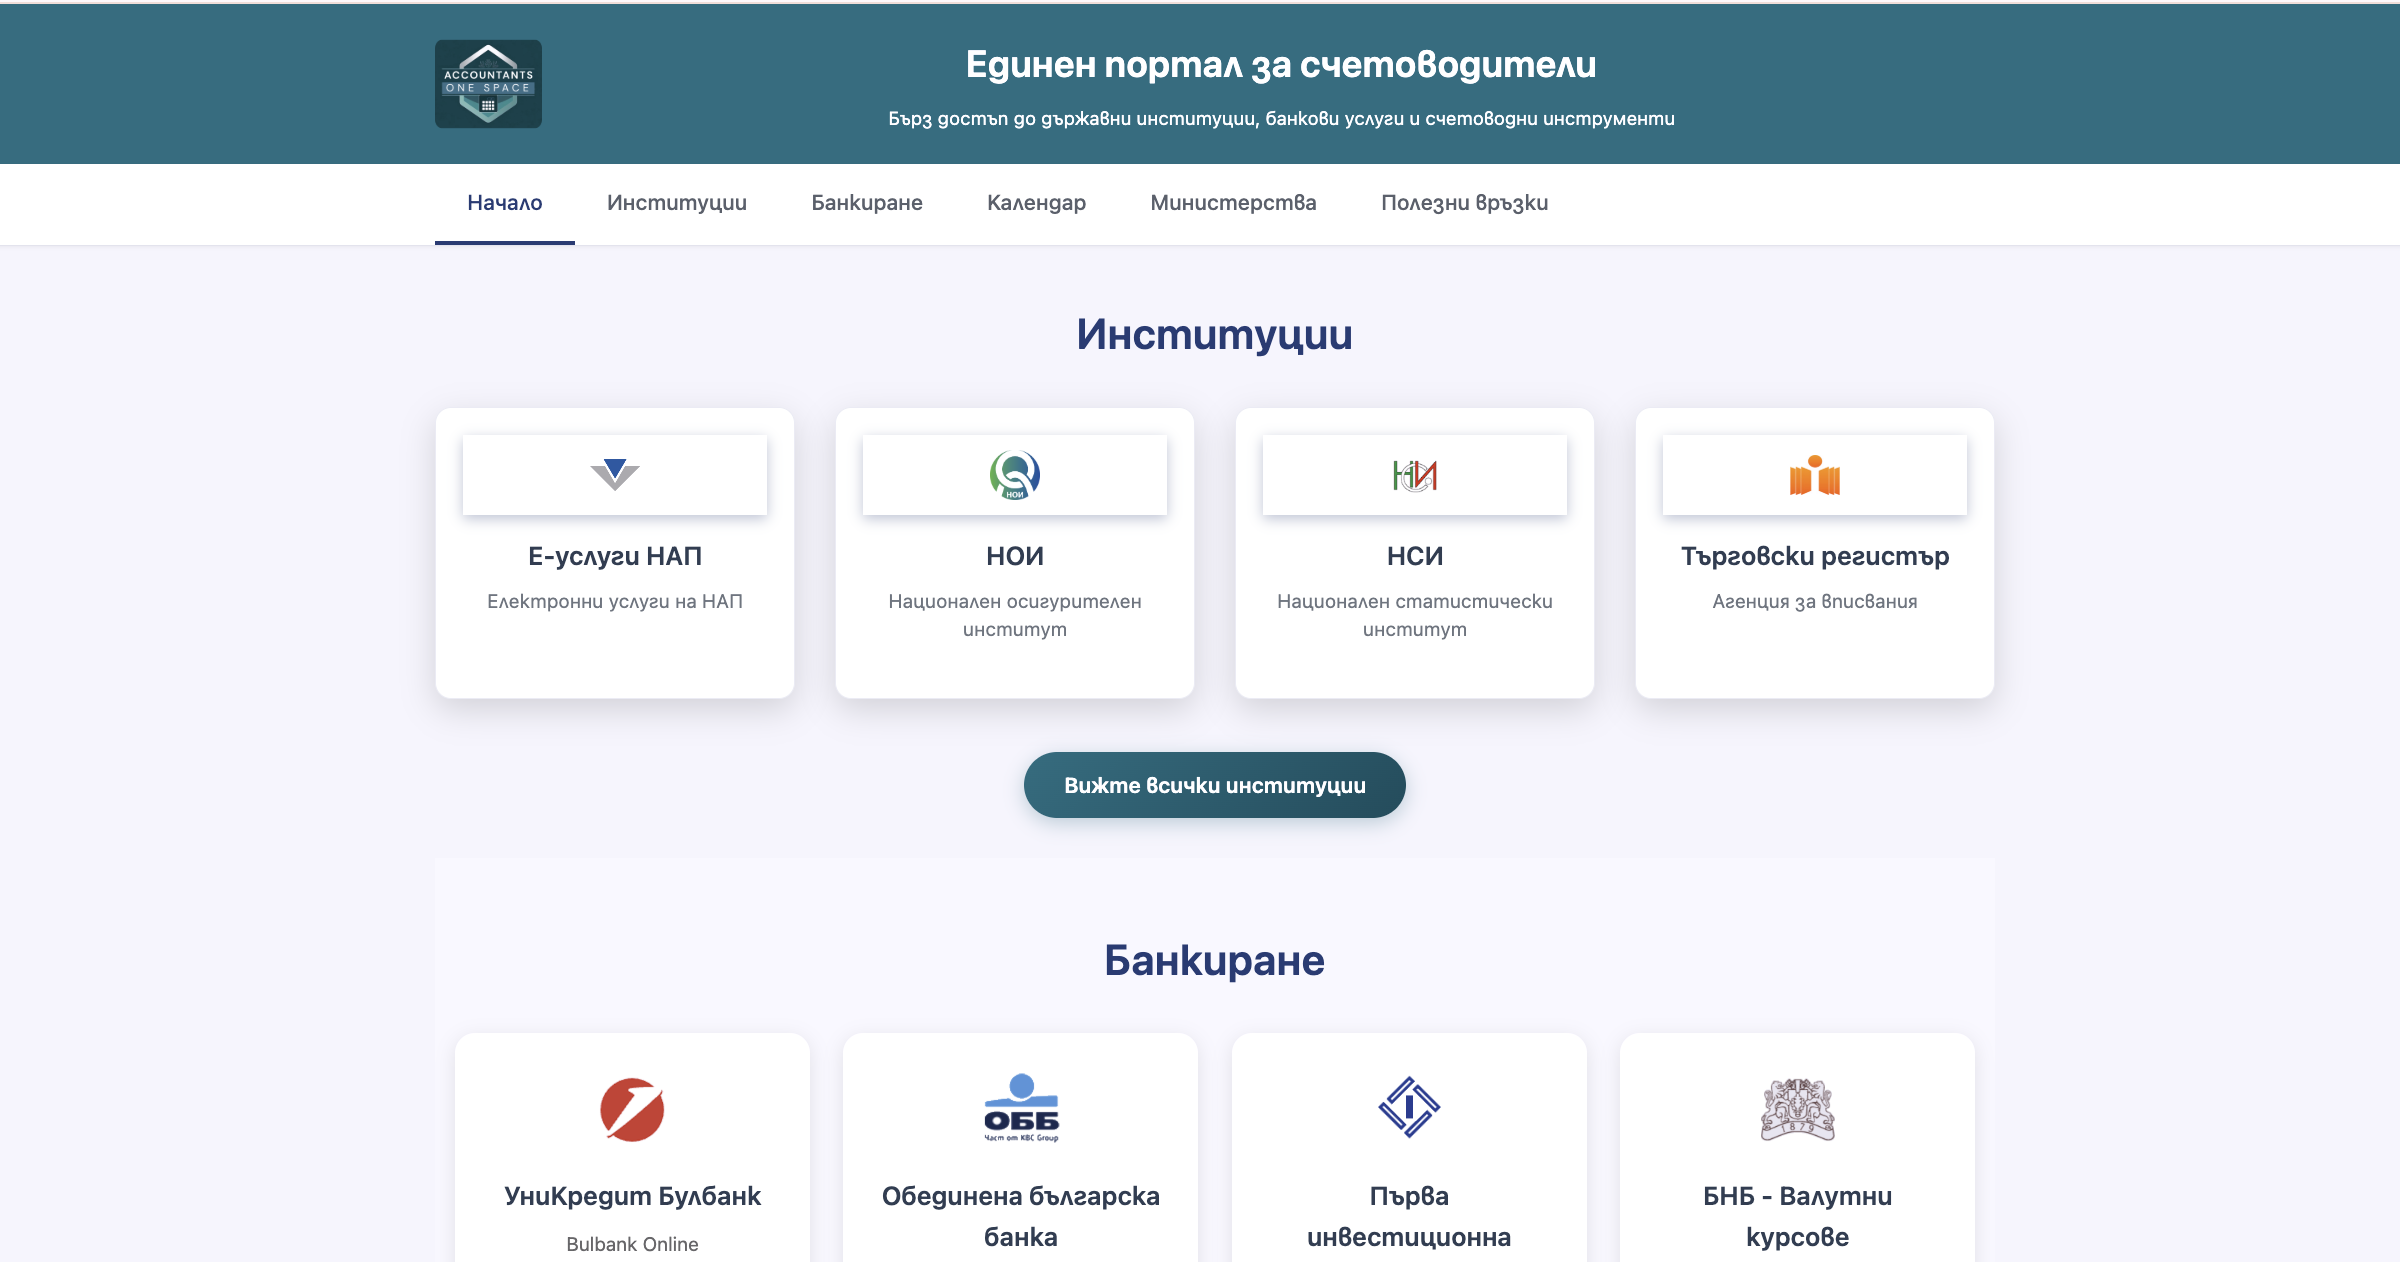 ACCOUNTANTS
ONE SPACE
Единен портал за счетоводители
Бърз достъп до държавни институции, банкови услуги и счетоводни инструменти
Начало Институции Банкиране Календар Министерства Полезни връзки
Институции
НОИ
Е-услуги НАП
Електронни услуги на НАП
НОИ
Национален осигурителен
институт
НСИ
Национален статистически
институт
Търговски регистър
Агенция за вписвания
Вижте всички институции
Банкиране
УниКредит Булбанк
Bulbank Online
ОББ
Част от KBC Group
Обединена българска
банка
Първа
инвестиционна
1879
БНБ - Валутни
курсове